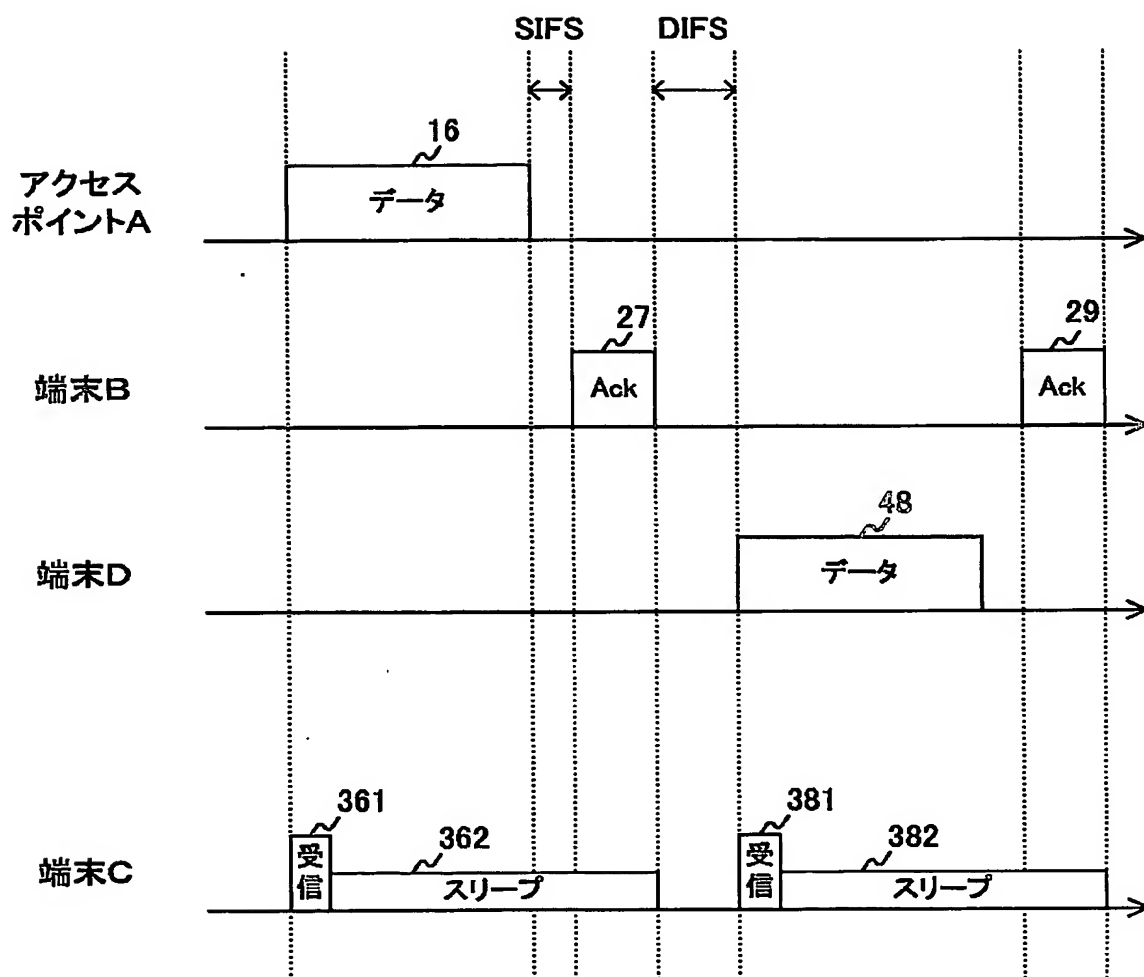 SIFS DIFS
16
アクセス
ポイントA
データ
27
29
端末B
Ack
Ack
48
端末D
データ
361
362
381
382
端末C
受信
スリープ
受信
スリープ